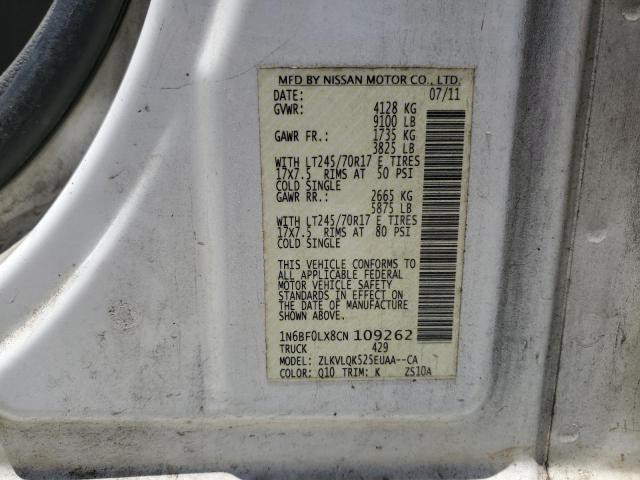 MFD BY NISSAN MOTOR CO., LTD.
DATE: 07/11
GVWR: 4128 KG
9100 LB
GAWR FR.: 1735 KG
3825 LB
WITH LT245/70R17 E TIRES
17X7.5 RIMS AT 50 PSI
COLD SINGLE
GAWR RR.: 2665 KG
5875 LB
WITH LT245/70R17 E TIRES
17X7.5 RIMS AT 80 PSI
COLD SINGLE
THIS VEHICLE CONFORMS TO
ALL APPLICABLE FEDERAL
MOTOR VEHICLE SAFETY
STANDARDS IN EFFECT ON
THE DATE OF MANUFACTURE
SHOWN ABOVE.
1N6BF0LX8CN 109262
TRUCK 429
MODEL: ZLKVLQK525EUAA--CA
COLOR: Q10 TRIM: K ZS10A